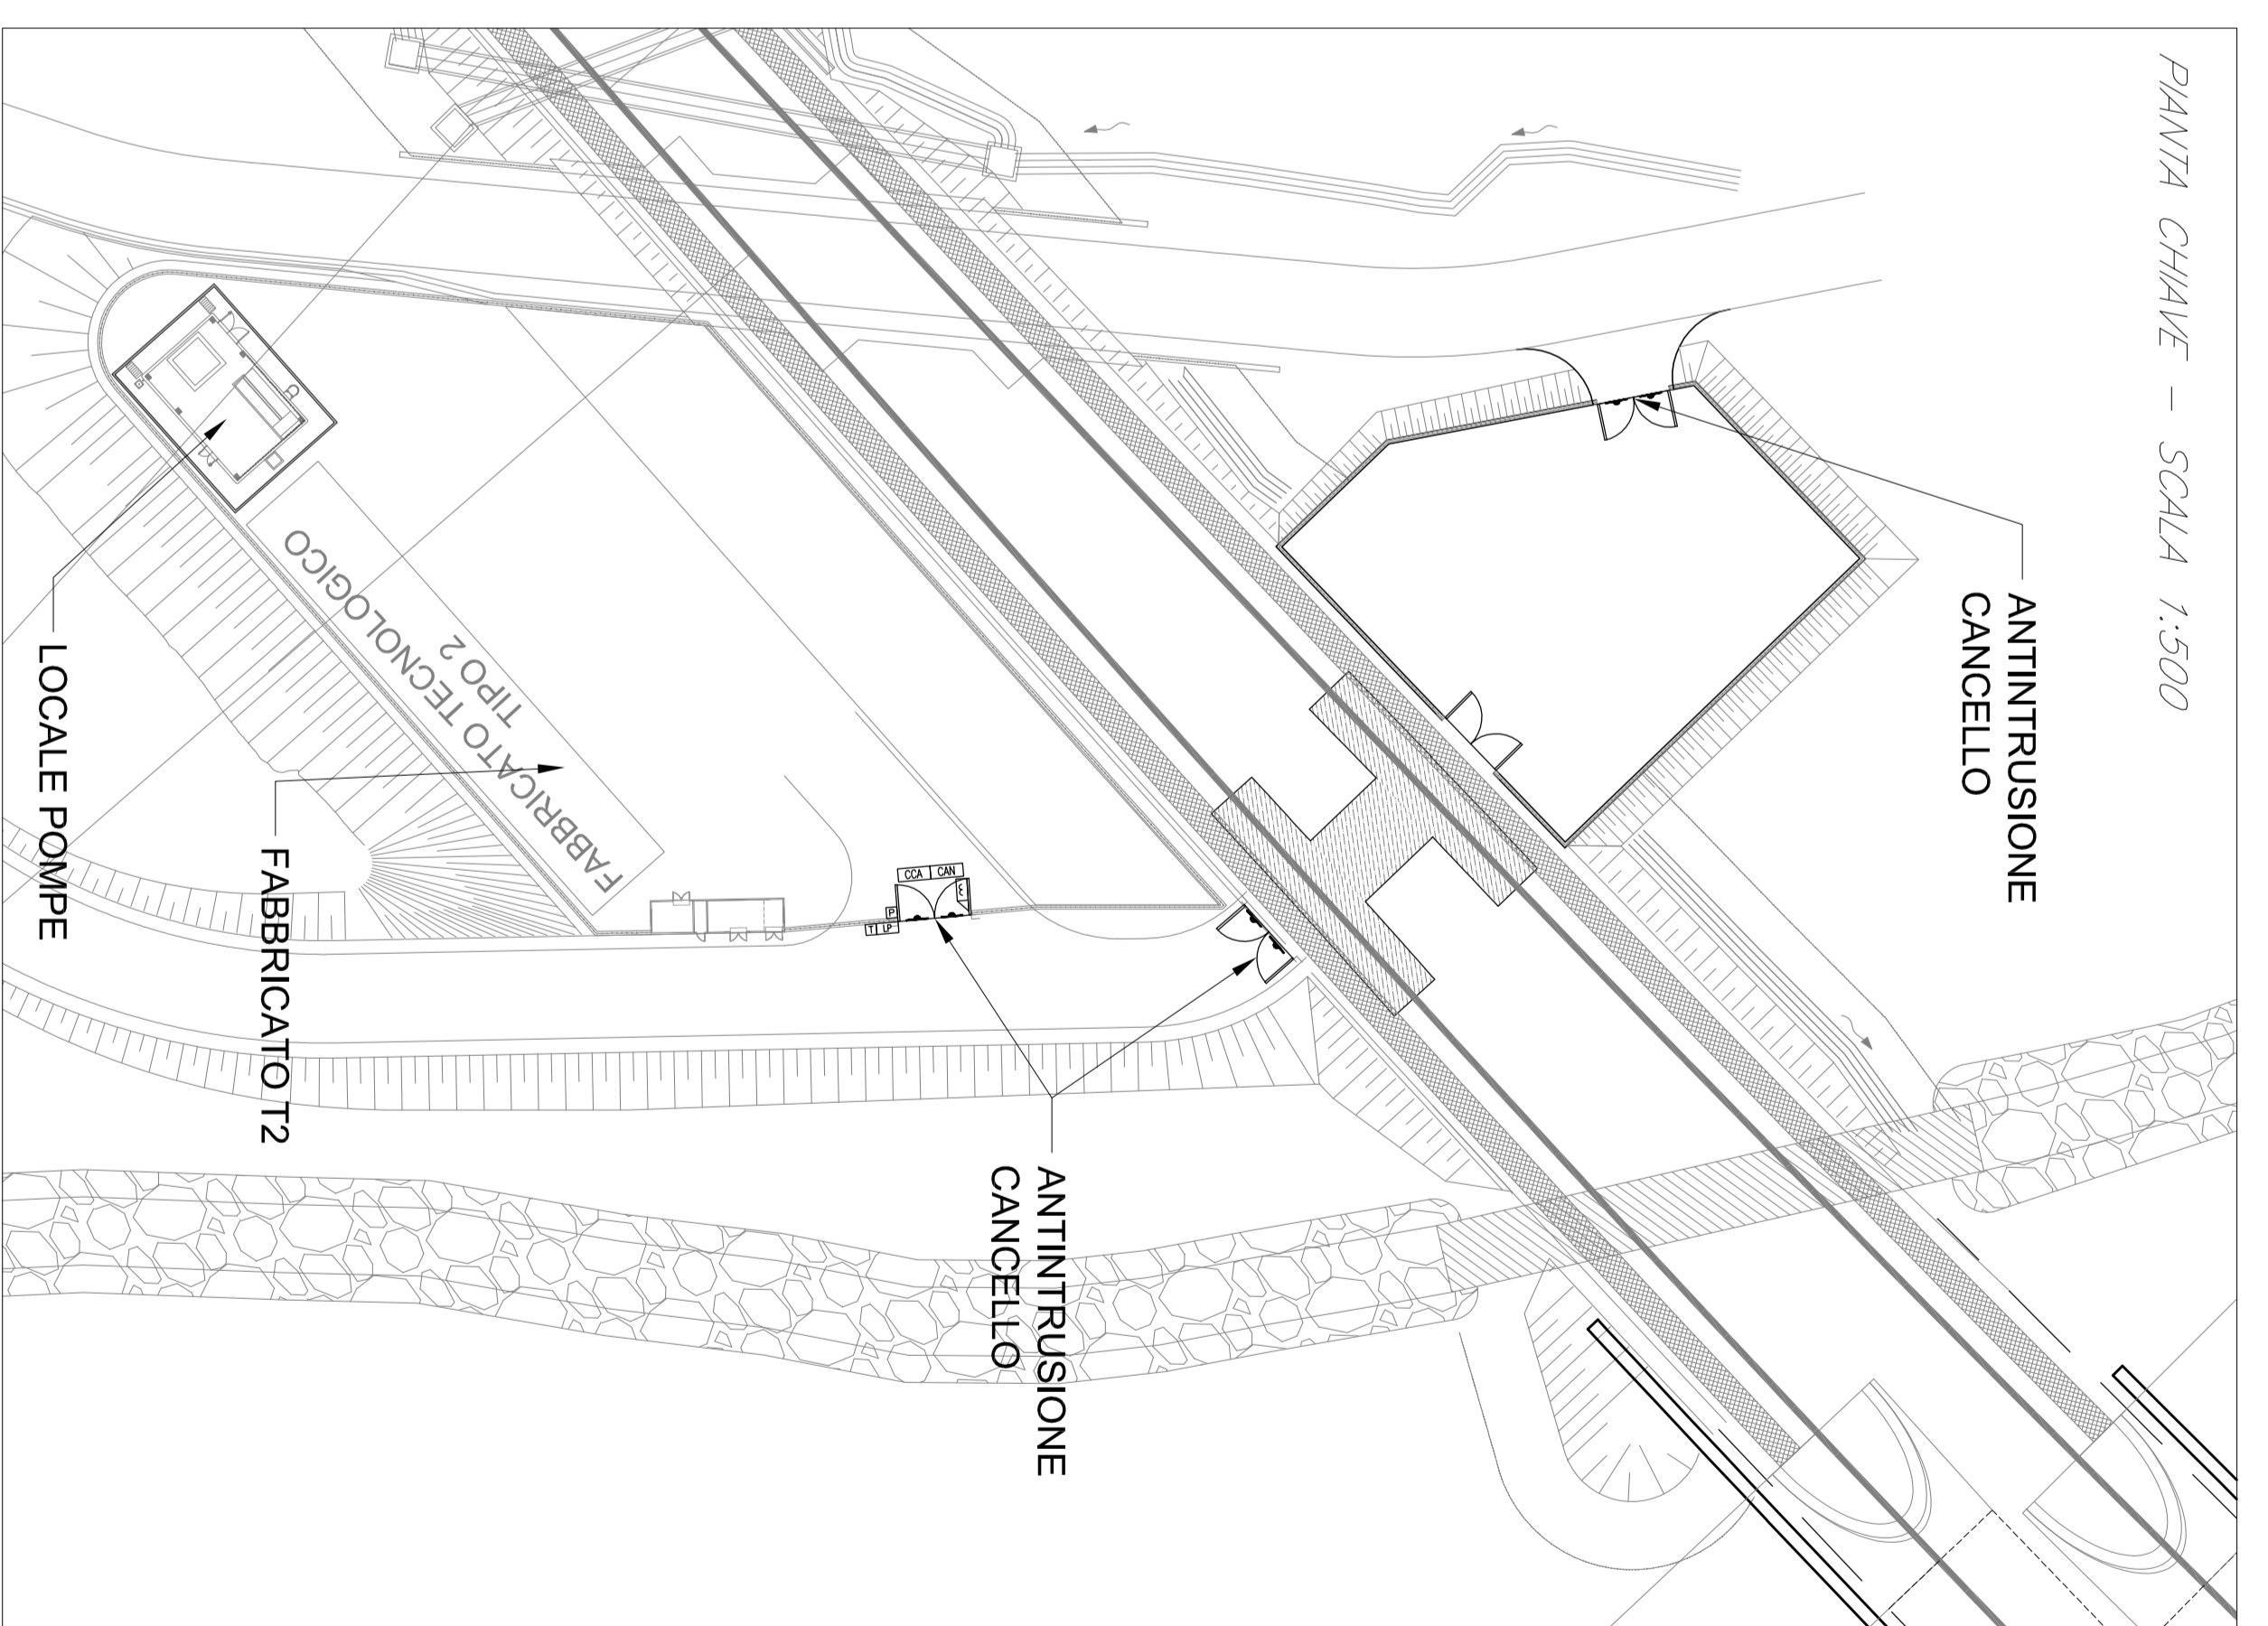 PIANTA CHIAVE – SCALA 1:500
ANTINTRUSIONE
CANCELLO
ANTINTRUSIONE
CANCELLO
FABBRICATO TECNOLOGICO
TIPO 2
FABBRICATO T2
LOCALE POMPE
CCA
CAN
P
T
LP